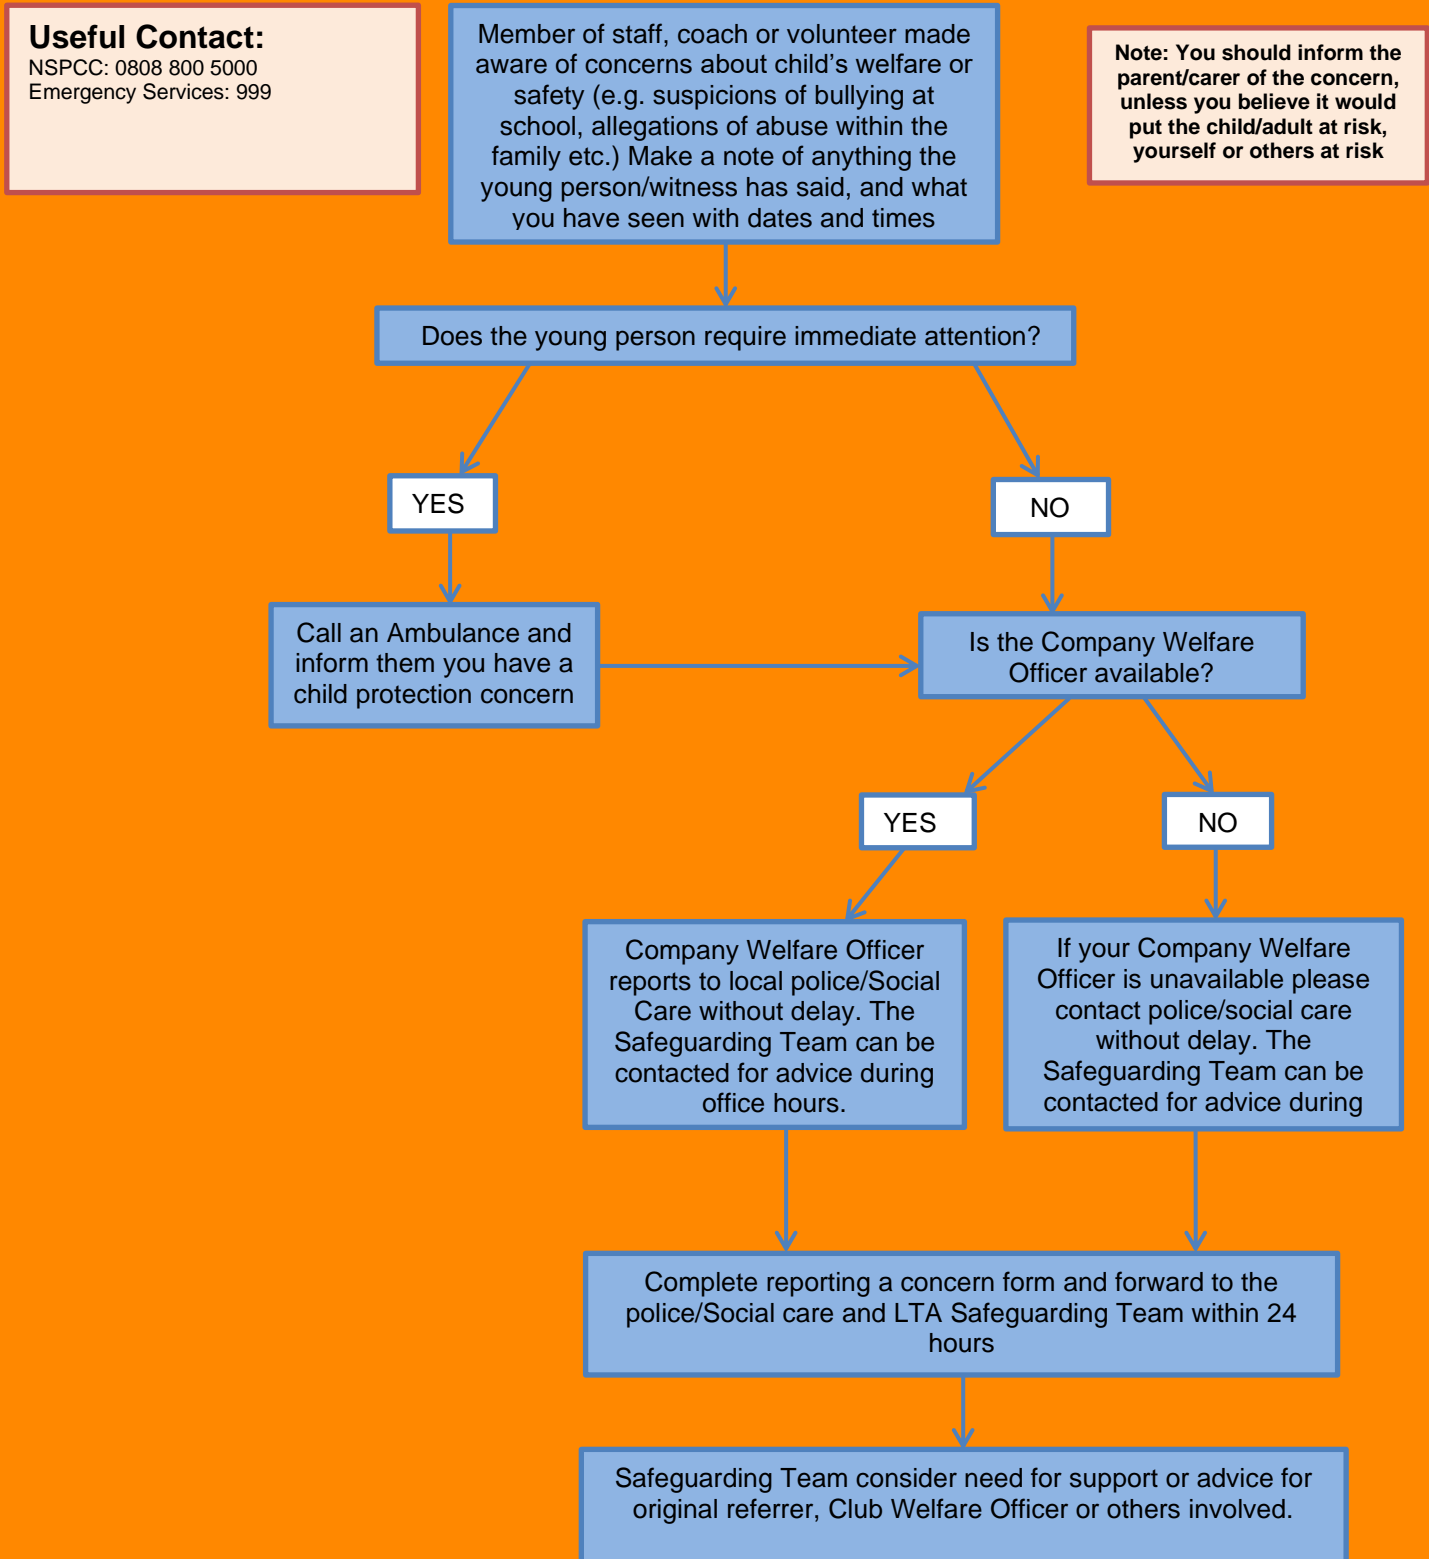 Useful Contact:
NSPCC: 0808 800 5000
Emergency Services: 999
Member of staff, coach or volunteer made
aware of concerns about child's welfare or
safety (e.g. suspicions of bullying at
school, allegations of abuse within the
family etc.) Make a note of anything the
young person/witness has said, and what
you have seen with dates and times
Note: You should inform the
parent/carer of the concern,
unless you believe it would
put the child/adult at risk,
yourself or others at risk
Does the young person require immediate attention?
YES
NO
Call an Ambulance and
inform them you have a
child protection concern
Is the Company Welfare
Officer available?
YES
NO
Company Welfare Officer
reports to local police/Social
Care without delay. The
Safeguarding Team can be
contacted for advice during
office hours.
If your Company Welfare
Officer is unavailable please
contact police/social care
without delay. The
Safeguarding Team can be
contacted for advice during
Complete reporting a concern form and forward to the
police/Social care and LTA Safeguarding Team within 24
hours
Safeguarding Team consider need for support or advice for
original referrer, Club Welfare Officer or others involved.